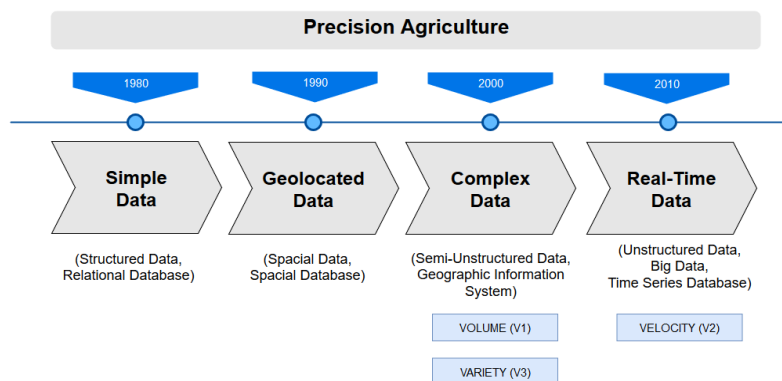 Precision Agriculture
1980
1990
2000
2010
Simple
Data
Geolocated
Data
Complex
Data
Real-Time
Data
(Structured Data,
Relational Database)
(Spacial Data,
Spacial Database)
(Semi-Unstructured Data,
Geographic Information
System)
(Unstructured Data,
Big Data,
Time Series Database)
VOLUME (V1)
VELOCITY (V2)
VARIETY (V3)